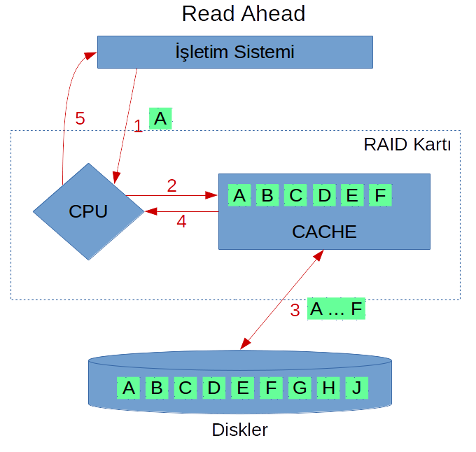 Read Ahead
İşletim Sistemi
5
1 A
RAID Kartı
CPU
2
4
A B C D E F
CACHE
3 A ... F
A B C D E F G H J
Diskler